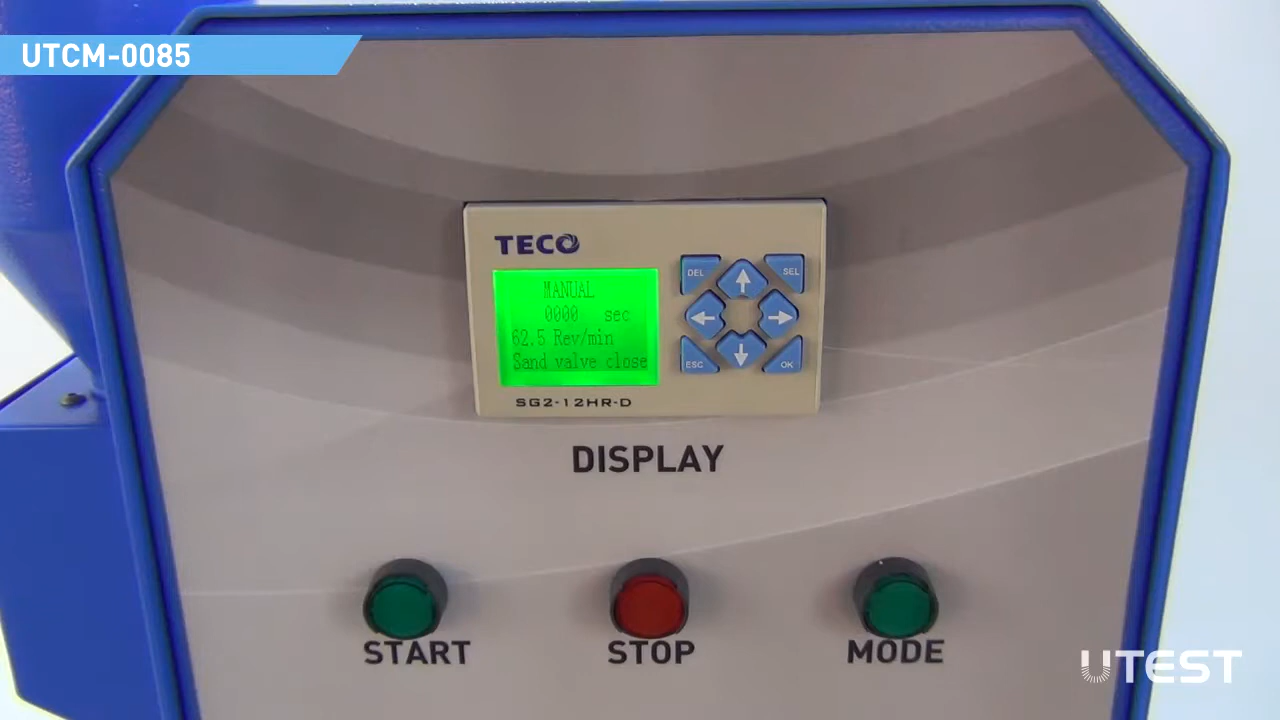 UTCM-0085
TECO
DEL
SEL
MANUAL
0000 sec
62.5 Rev/min
Sand valve close
ESC
OK
SG2-12HR-D
DISPLAY
START
STOP
MODE
UTEST